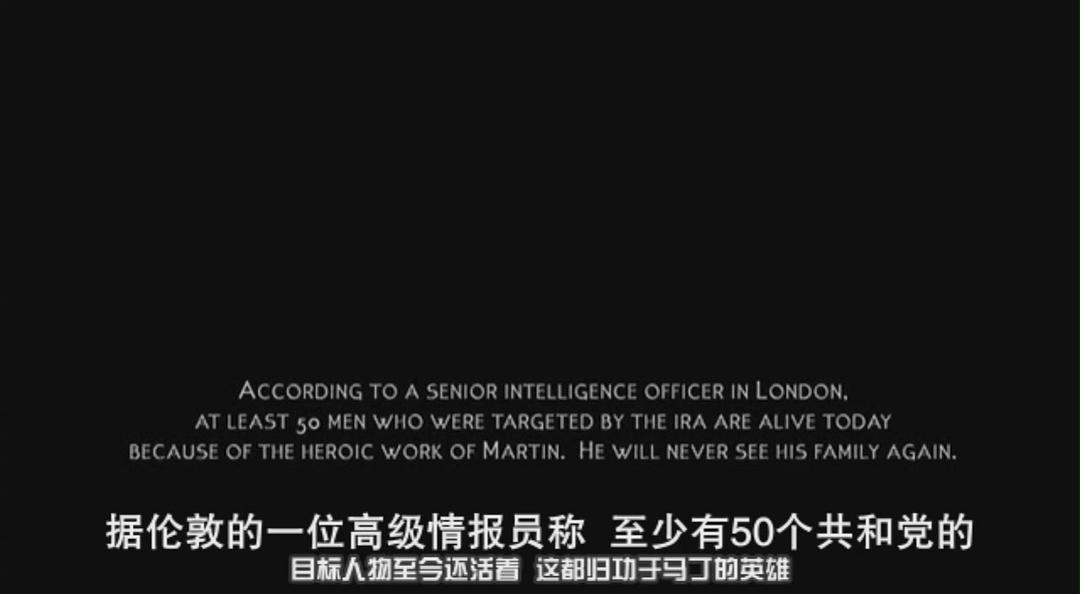 According to a senior intelligence officer in London,
at least 50 men who were targeted by the ira are alive today
because of the heroic work of Martin. He will never see his family again.
据伦敦的一位高级情报员称 至少有50个共和党的
目标人物至今还活着 这都归功于马丁的英雄